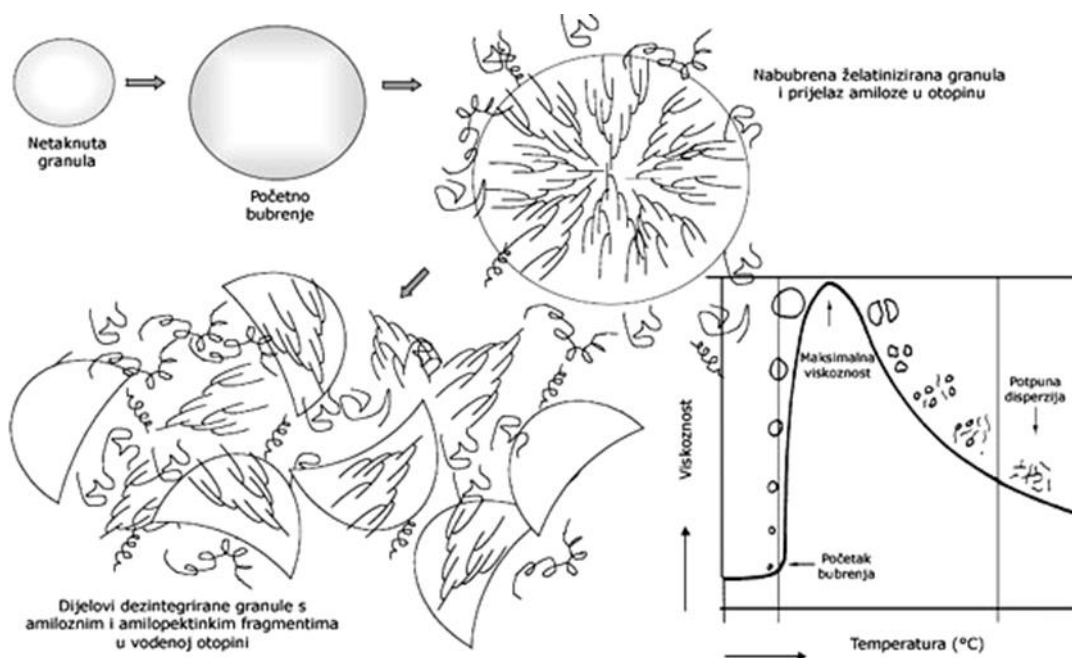 Netaknuta
granula
Početno
bubrenje
Nabubrena želatinizirana granula
i prijelaz amiloze u otopinu
Dijelovi dezintegrirane granule s
amiloznim i amilopektinkim fragmentima
u vodenoj otopini
Viskoznost
Maksimalna
viskoznost
Potpuna
disperzija
Početak
bubrenja
Temperatura (°C)